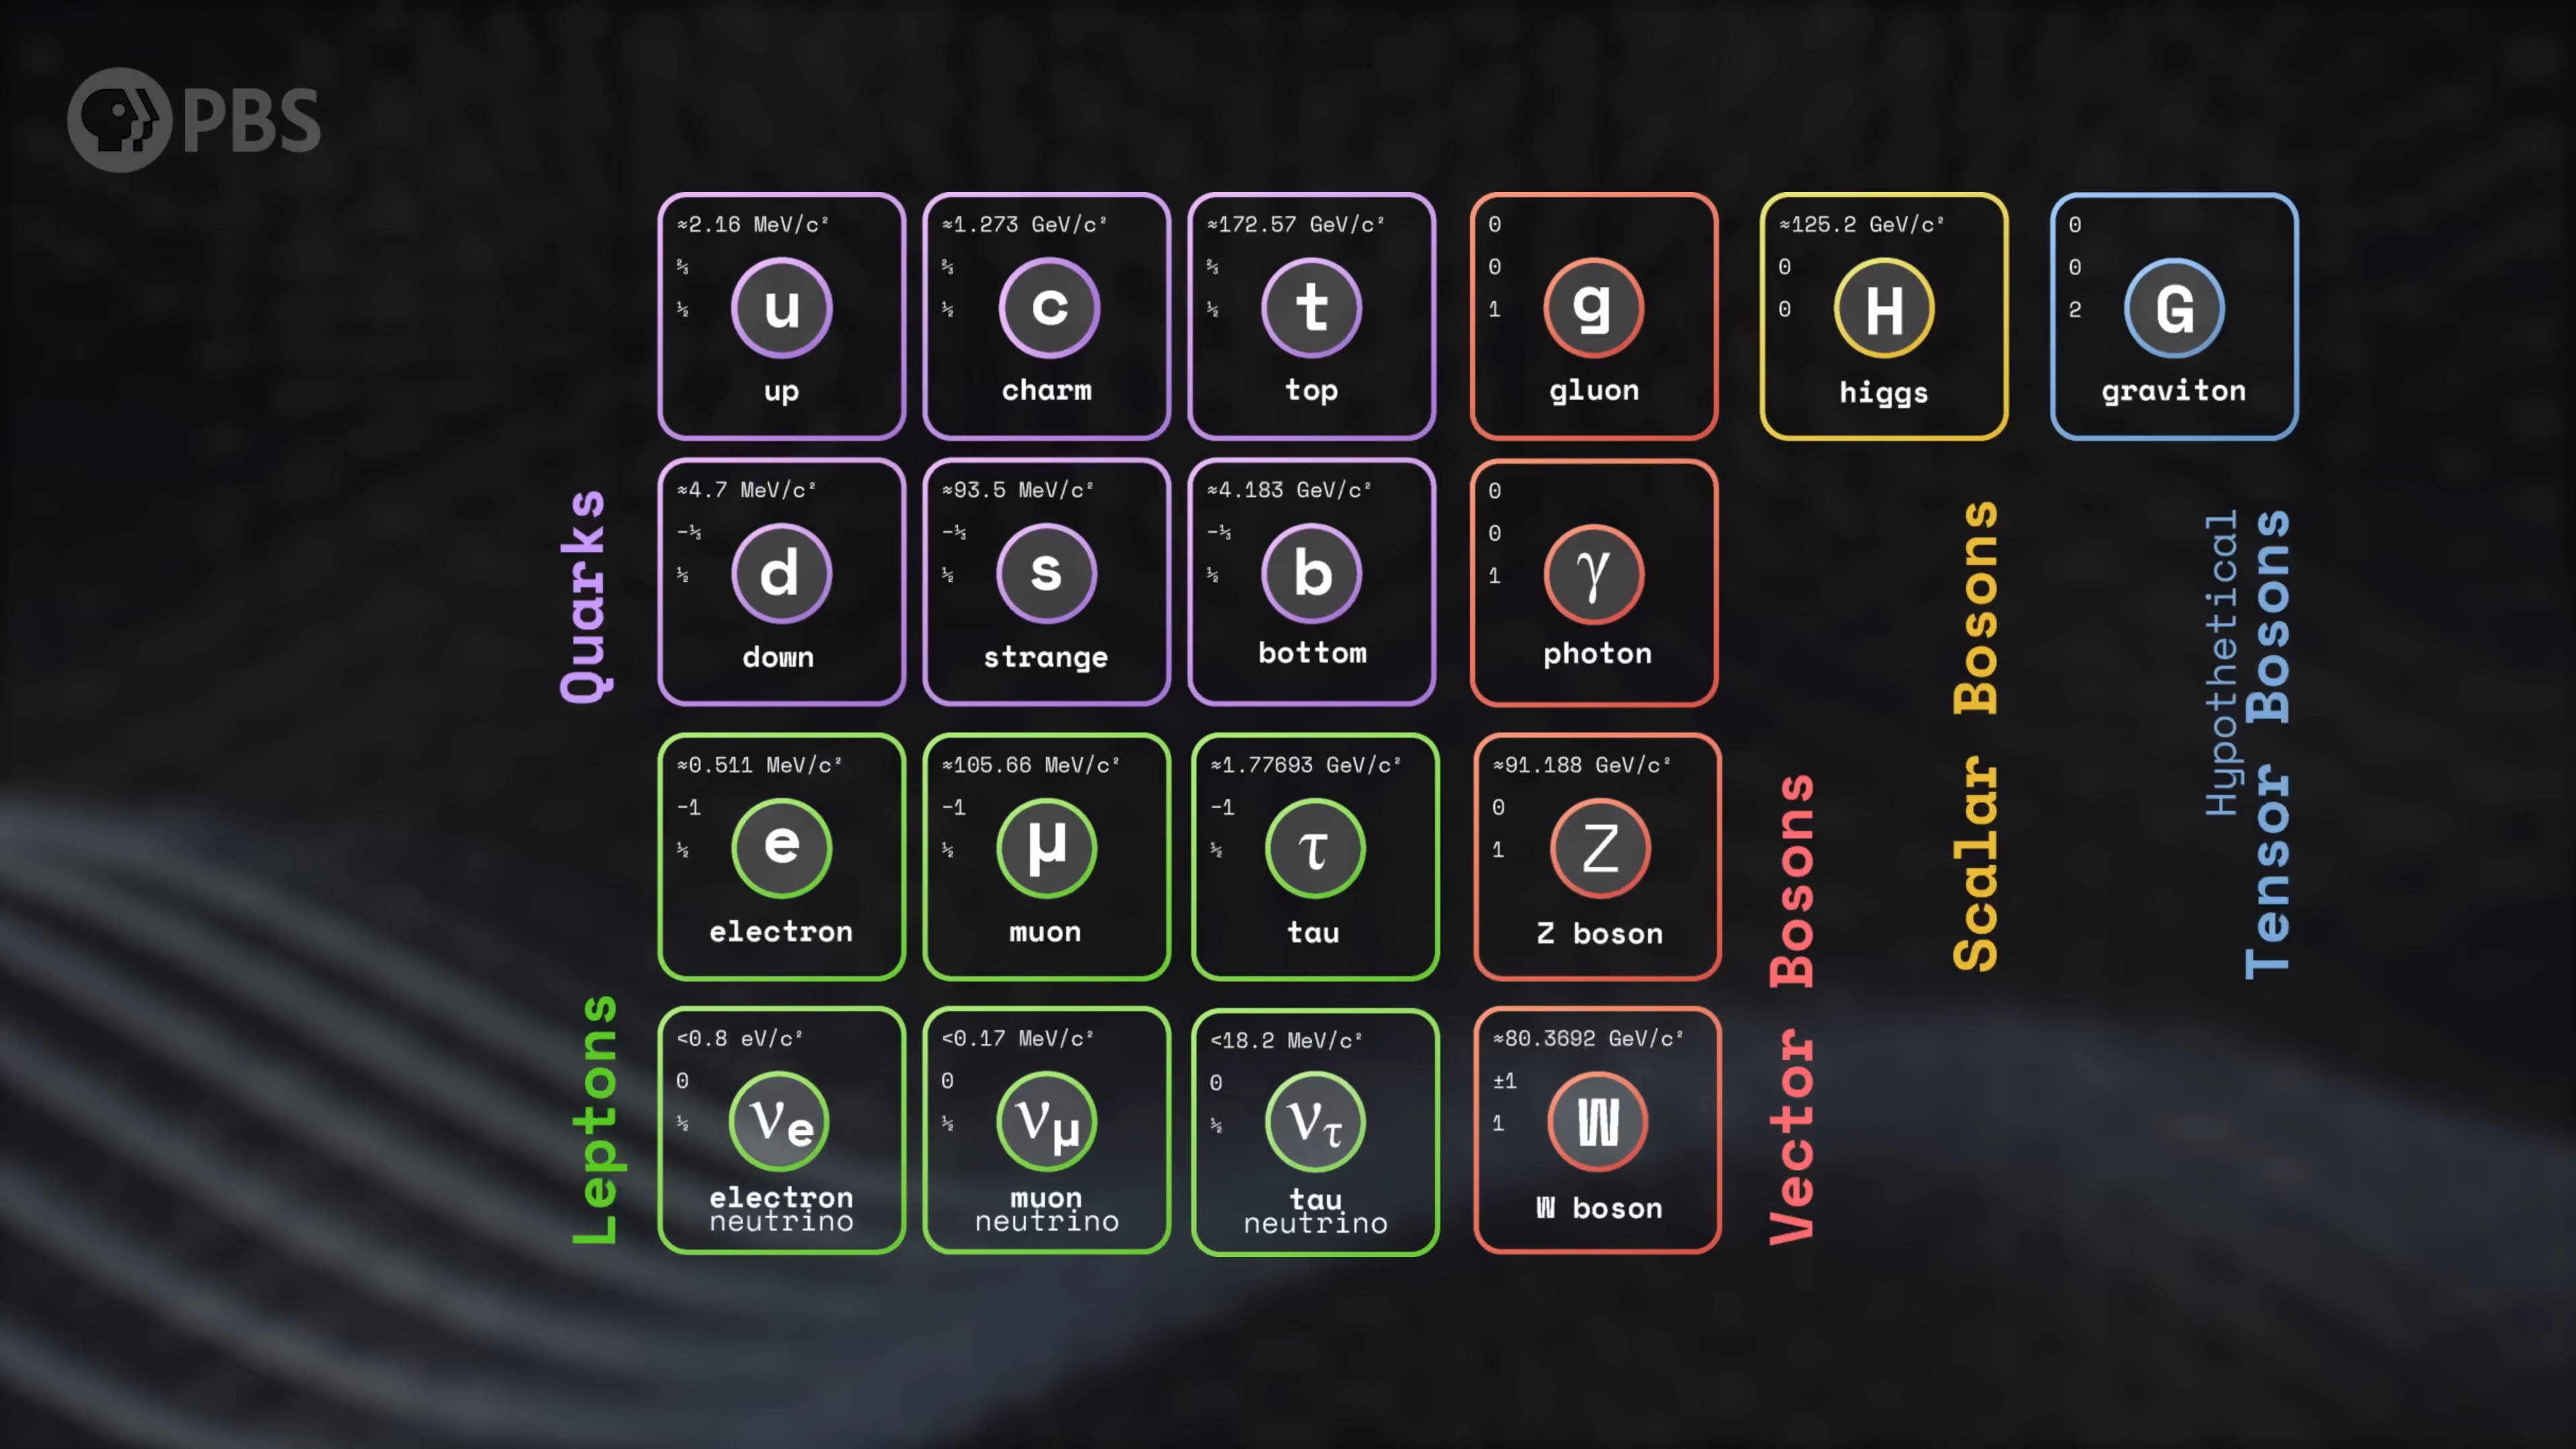 PBS
≈2.16 MeV/c²
⅔
½
u
up
≈1.273 GeV/c²
⅔
½
c
charm
≈172.57 GeV/c²
⅔
½
t
top
0
0
1
g
gluon
≈125.2 GeV/c²
0
0
H
higgs
0
0
2
G
graviton
Quarks
≈4.7 MeV/c²
-⅓
½
d
down
≈93.5 MeV/c²
-⅓
½
s
strange
≈4.183 GeV/c²
-⅓
½
b
bottom
0
0
1
γ
photon
Scalar Bosons
Hypothetical
Tensor Bosons
≈0.511 MeV/c²
-1
½
e
electron
≈105.66 MeV/c²
-1
½
μ
muon
≈1.77693 GeV/c²
-1
½
τ
tau
≈91.188 GeV/c²
0
1
Z
Z boson
Vector Bosons
Leptons
<0.8 eV/c²
0
½
νe
electron
neutrino
<0.17 MeV/c²
0
½
νμ
muon
neutrino
<18.2 MeV/c²
0
½
ντ
tau
neutrino
≈80.3692 GeV/c²
±1
1
W
W boson